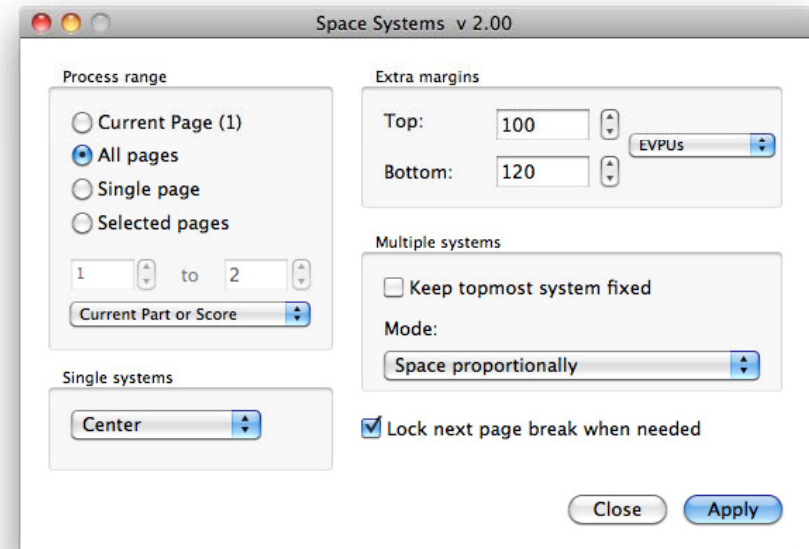 Space Systems v 2.00
Process range
Current Page (1)
All pages
Single page
Selected pages
1 to 2
Current Part or Score
Single systems
Center
Extra margins
Top: 100
EVPUs
Bottom: 120
Multiple systems
Keep topmost system fixed
Mode:
Space proportionally
Lock next page break when needed
Close Apply